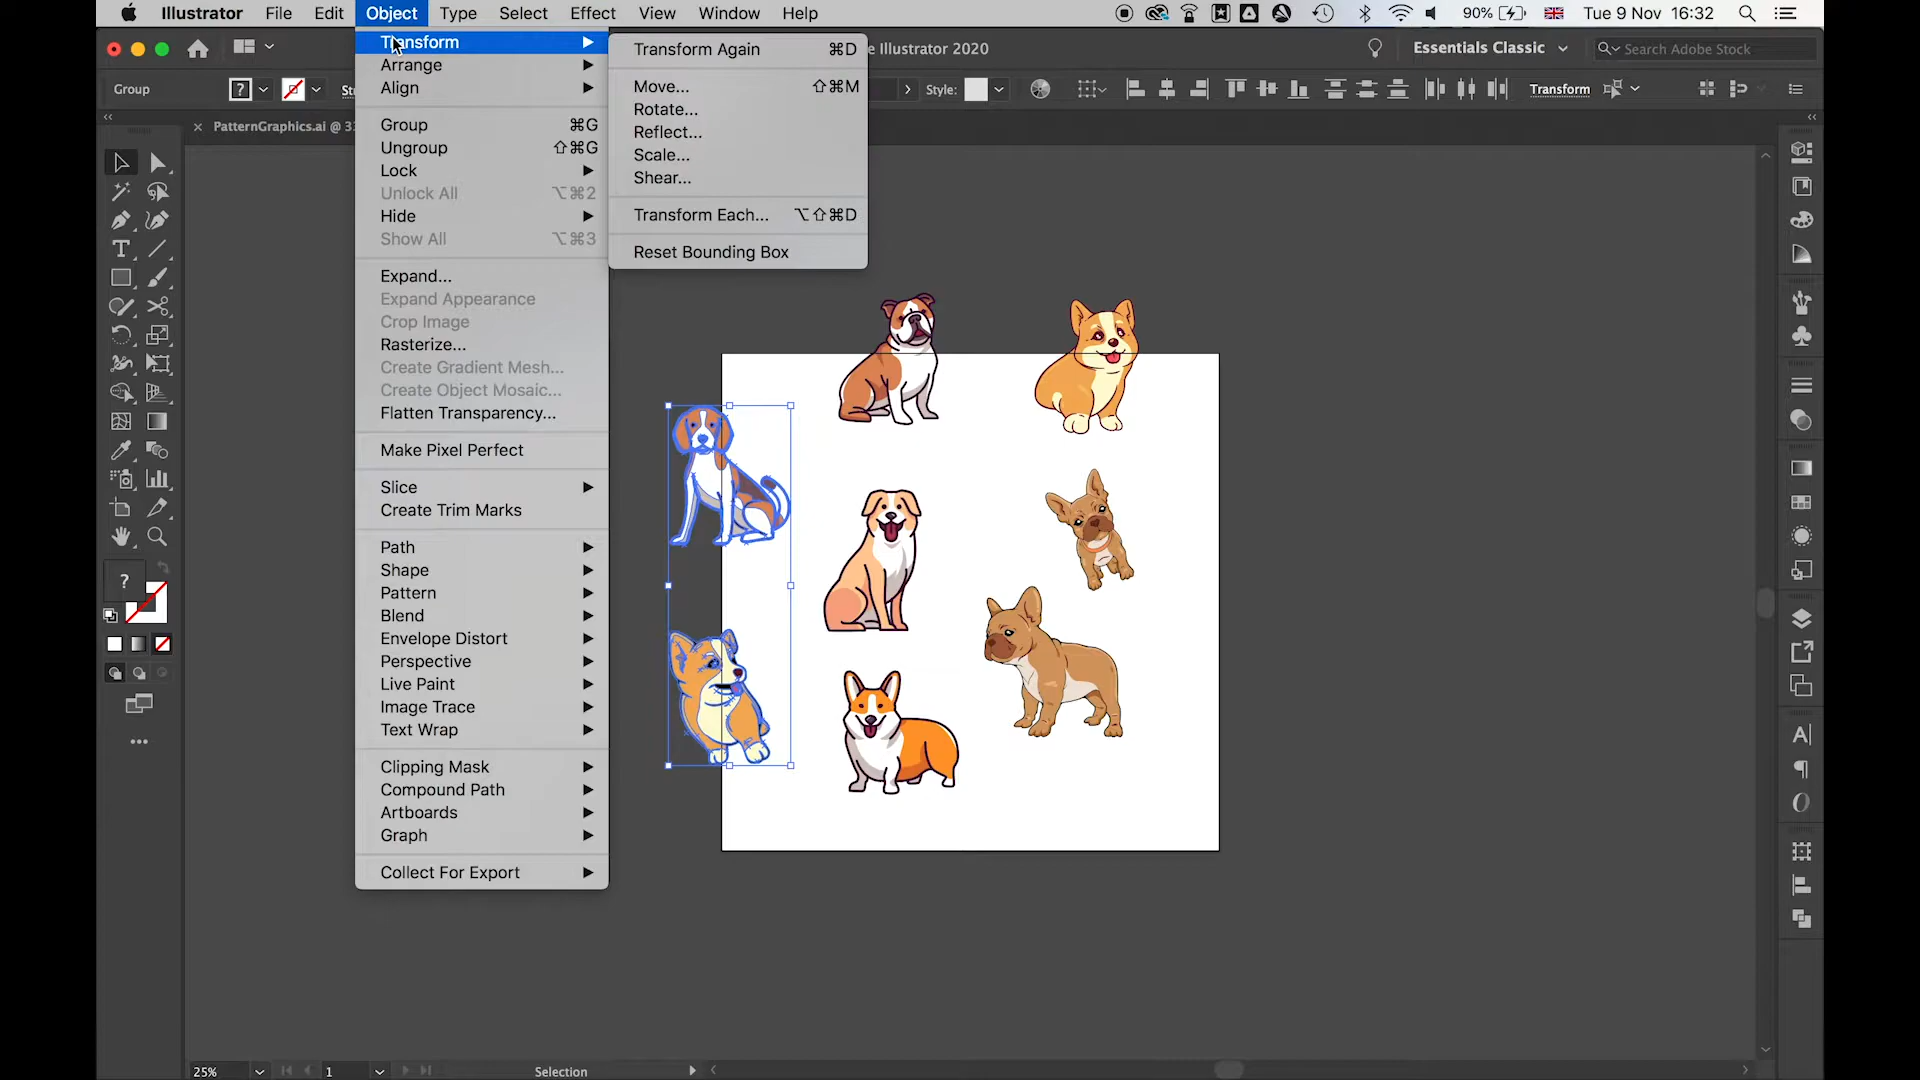 Illustrator File Edit Object Type Select Effect View Window Help 90% Tue 9 Nov 16:32
e Illustrator 2020 Essentials Classic Search Adobe Stock
Group ? St Style: Transform
× PatternGraphics.ai @ 33
Transform
Arrange
Align
Group ⌘G
Ungroup ⇧⌘G
Lock
Unlock All ⌥⌘2
Hide
Show All ⌥⌘3
Expand...
Expand Appearance
Crop Image
Rasterize...
Create Gradient Mesh...
Create Object Mosaic...
Flatten Transparency...
Make Pixel Perfect
Slice
Create Trim Marks
Path
Shape
Pattern
Blend
Envelope Distort
Perspective
Live Paint
Image Trace
Text Wrap
Clipping Mask
Compound Path
Artboards
Graph
Collect For Export
Transform Again ⌘D
Move... ⇧⌘M
Rotate...
Reflect...
Scale...
Shear...
Transform Each... ⌥⇧⌘D
Reset Bounding Box
?
25% 1 Selection